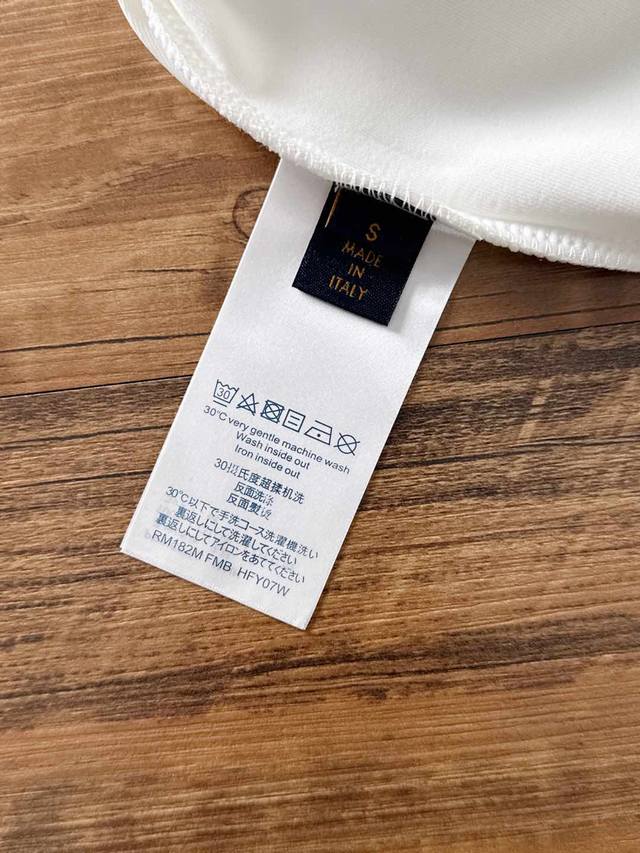 S
MADE
IN
ITALY
30
30°C very gentle machine wash
Wash inside out
Iron inside out
30摄氏度超揉机洗
反面洗涤
反面熨烫
30℃以下で手洗コース洗濯機洗い
裏返しにして洗濯してください
裏返しにしてアイロンをあててください
RM182M FMB HFY07W